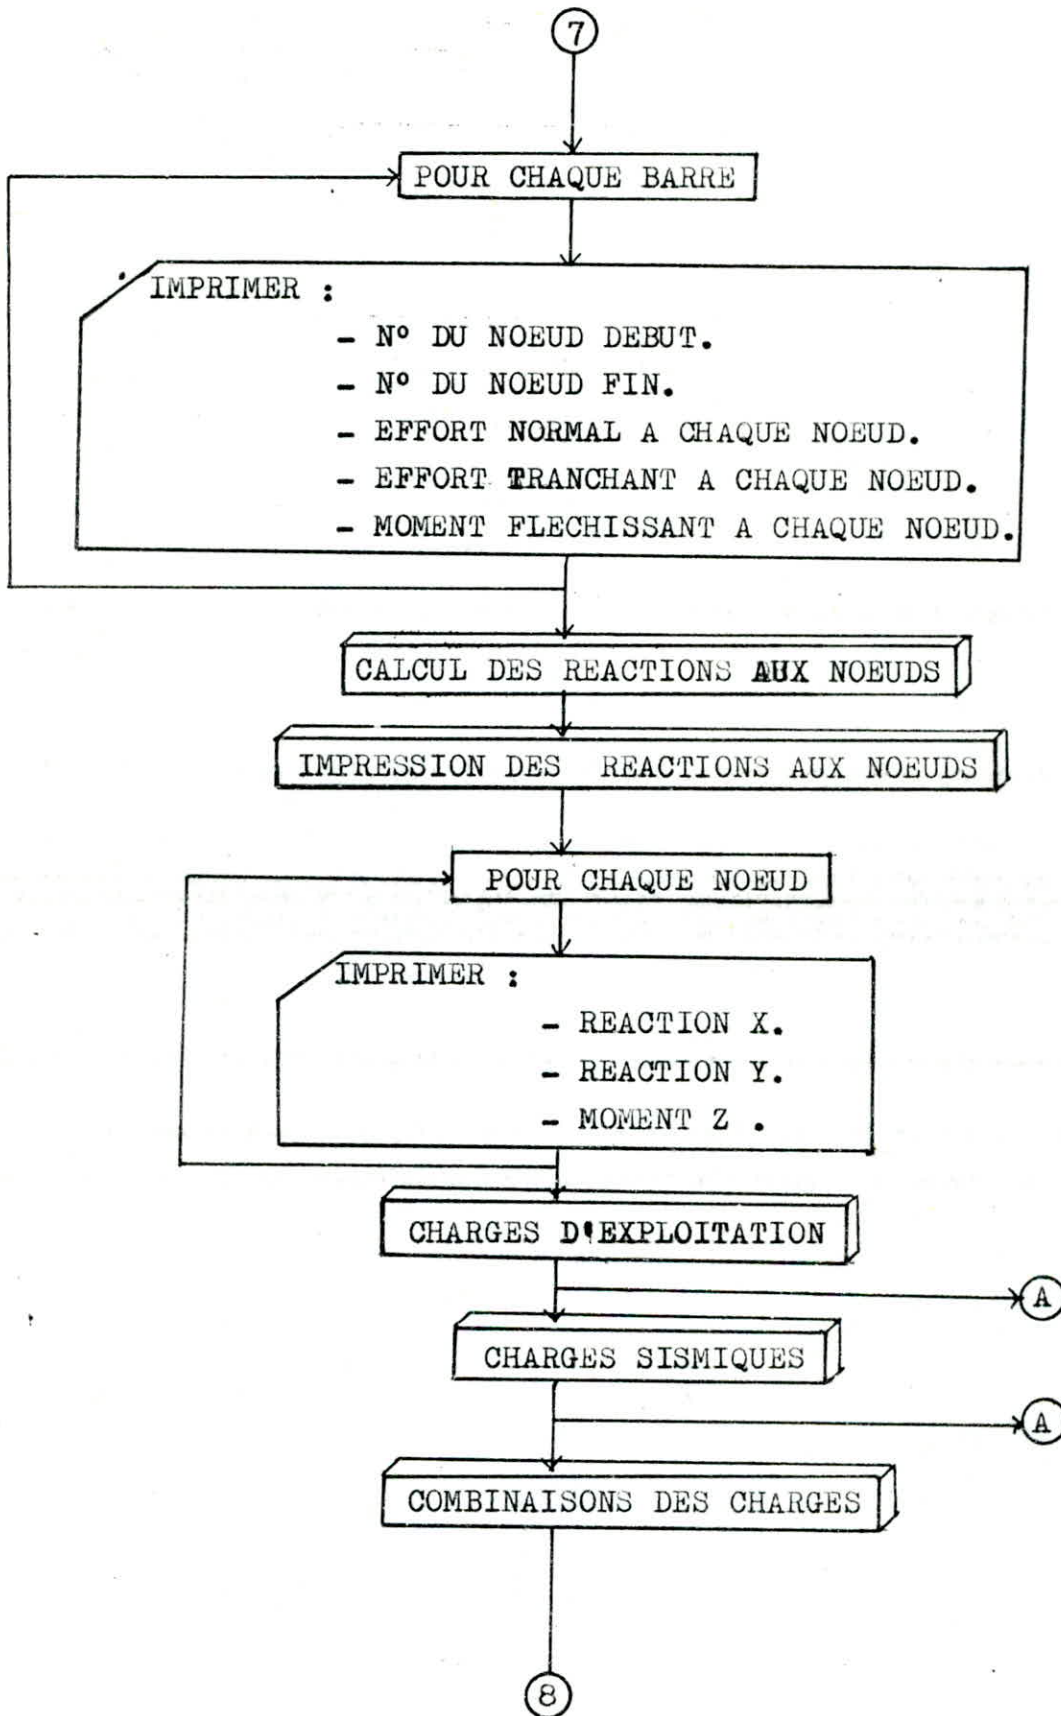 7
POUR CHAQUE BARRE
IMPRIMER :
- N° DU NOEUD DEBUT.
- N° DU NOEUD FIN.
- EFFORT NORMAL A CHAQUE NOEUD.
- EFFORT TRANCHANT A CHAQUE NOEUD.
- MOMENT FLECHISSANT A CHAQUE NOEUD.
CALCUL DES REACTIONS AUX NOEUDS
IMPRESSION DES REACTIONS AUX NOEUDS
POUR CHAQUE NOEUD
IMPRIMER :
- REACTION X.
- REACTION Y.
- MOMENT Z .
CHARGES D'EXPLOITATION
A
CHARGES SISMIQUES
A
COMBINAISONS DES CHARGES
8